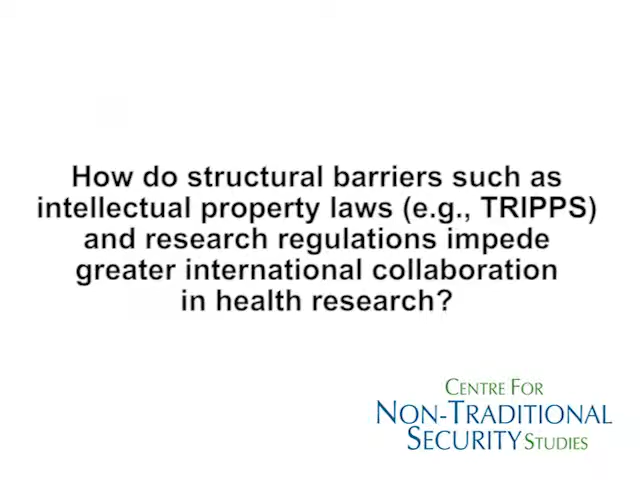 How do structural barriers such as
intellectual property laws (e.g., TRIPPS)
and research regulations impede
greater international collaboration
in health research?
CENTRE FOR
NON-TRADITIONAL
SECURITY STUDIES